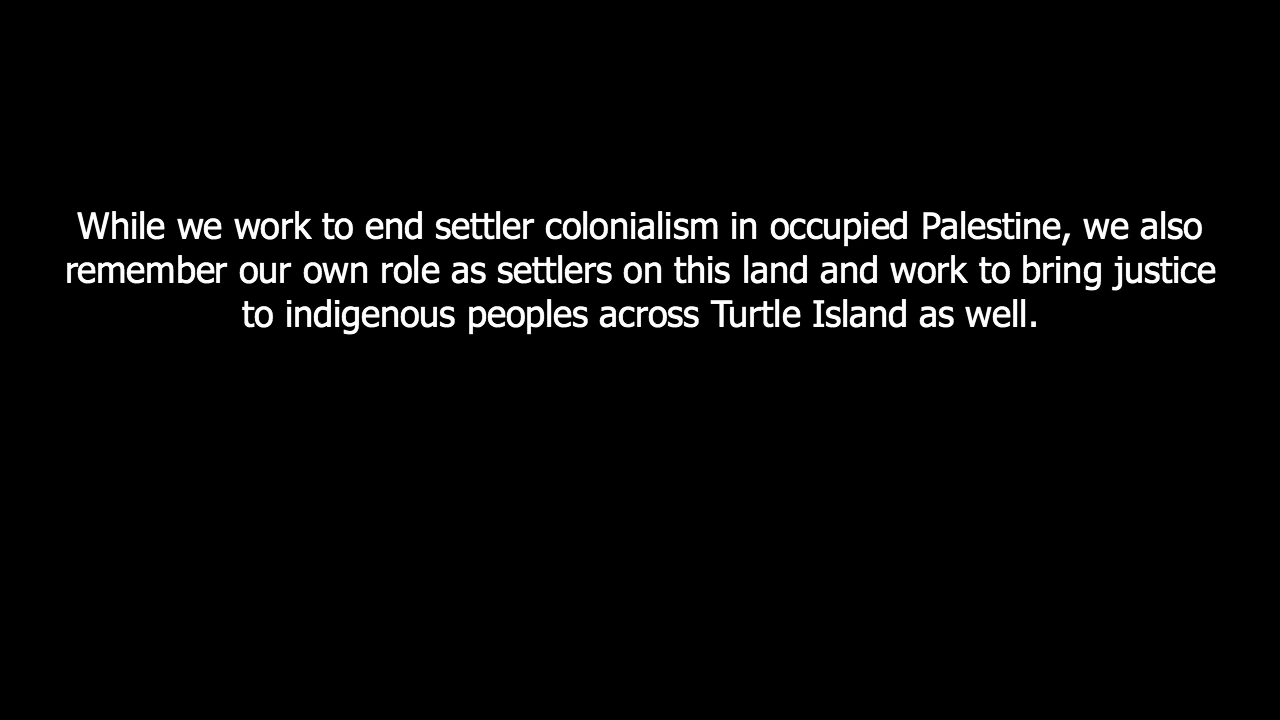 While we work to end settler colonialism in occupied Palestine, we also
remember our own role as settlers on this land and work to bring justice
to indigenous peoples across Turtle Island as well.